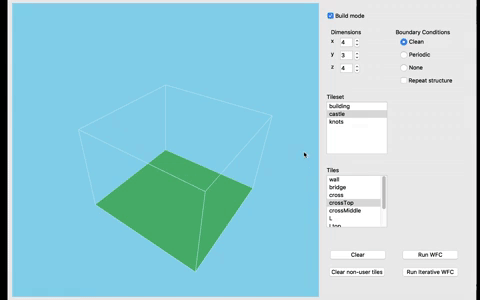 Build mode
Dimensions
x 4
y 3
z 4
Boundary Conditions
Clean
Periodic
None
Repeat structure
Tileset
building
castle
knots
Tiles
wall
bridge
cross
crossTop
crossMiddle
L
Clear
Run WFC
Clear non-user tiles
Run Iterative WFC